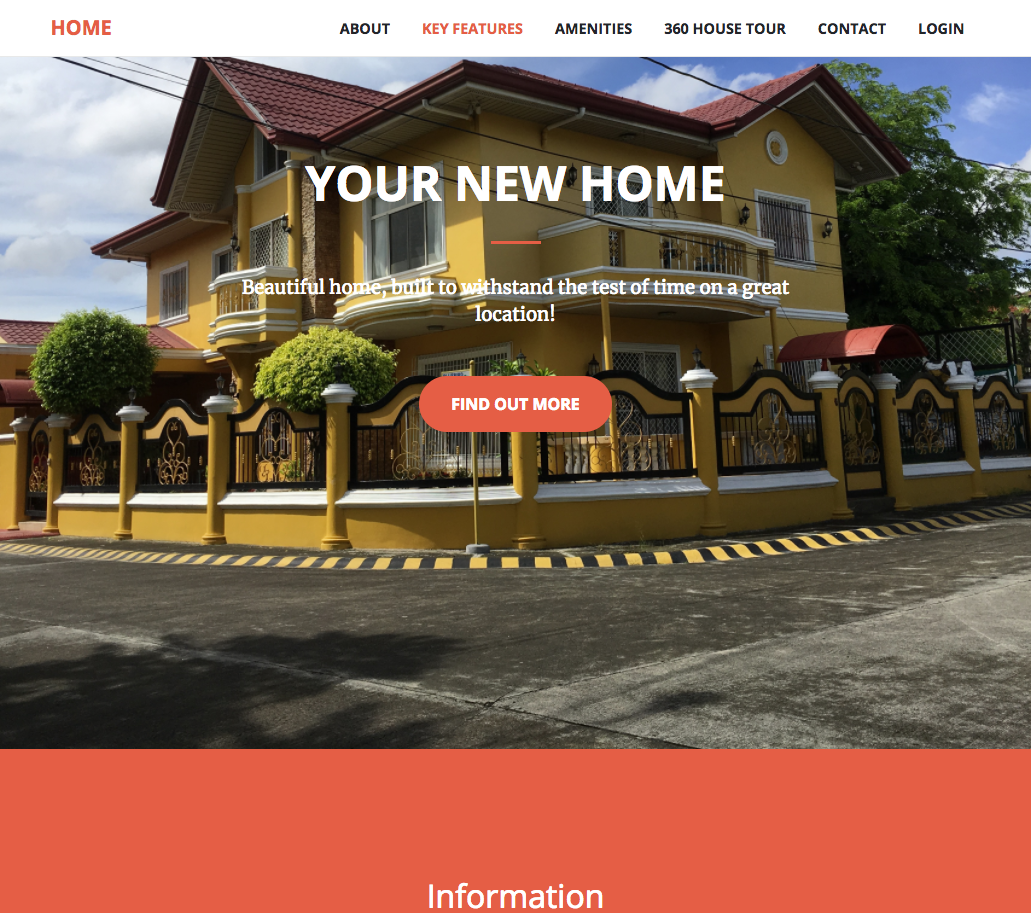 HOME
ABOUT KEY FEATURES AMENITIES 360 HOUSE TOUR CONTACT LOGIN
YOUR NEW HOME
Beautiful home, built to withstand the test of time on a great
location!
FIND OUT MORE
Information